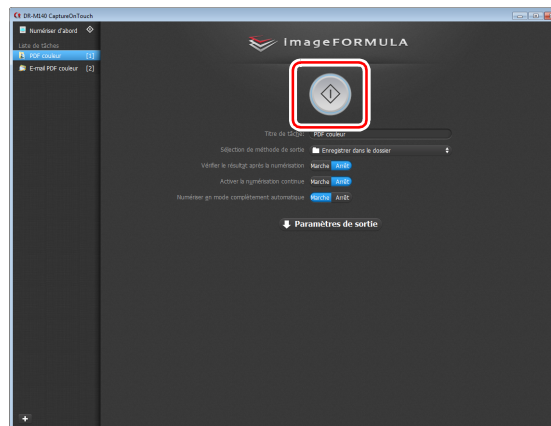 DR-M140 CaptureOnTouch
Numériser d'abord
Liste de tâches
PDF couleur [1]
E-mail PDF couleur [2]
imageFORMULA
Titre de tâche: PDF couleur
Sélection de méthode de sortie Enregistrer dans le dossier
Vérifier le résultat après la numérisation Marche Arrêt
Activer la numérisation continue Marche Arrêt
Numériser en mode complètement automatique Marche Arrêt
Paramètres de sortie